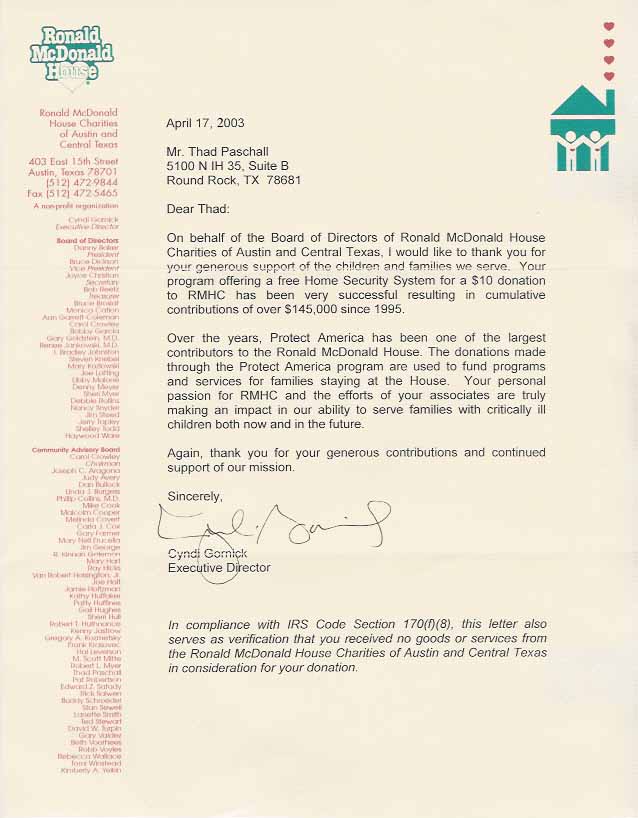 Ronald
McDonald
House
Ronald McDonald
House Charities
of Austin and
Central Texas
403 East 15th Street
Austin, Texas 78701
(512) 472-9844
Fax (512) 472-5465
A non-profit organization
Cyndi Gornick
Executive Director
Board of Directors
Danny Baker
President
Bruce Dickson
Vice President
Joyce Christian
Secretary
Bob Beetz
Treasurer
Bruce Broillet
Monica Catlon
Ann Garrett-Coleman
Carol Crowley
Bobby Garcia
Gary Goldstein, M.D.
Renee Jankowski, M.D.
J. Bradley Johnston
Steven Knebel
Mary Kozlowski
Joe Lofting
Libby Malone
Denny Meyer
Sheri Myer
Debbie Rollins
Nancy Snyder
Jim Steed
Jerry Tapley
Shelley Todd
Haywood Ware
Community Advisory Board
Carol Crowley
Chairman
Joseph C. Aragona
Judy Avery
Dan Bullock
Linda J. Burgess
Philip Collins, M.D.
Mike Cook
Malcolm Cooper
Melinda Covert
Carla J. Cox
Gary Farmer
Mary Nell
Jim George
R. Kinnan
Mary Hart
Ray Hicks
Van Robert
Joe Holt
Jamie Hoffman
Kathy Huffaker
Patty Huffines
Gail Hughes
Sherri Hull
Robert T.
Kenny Jastrow
Gregory A. Kozmetsky
Frank Krasovec
Hal Levenson
M. Scott Mitte
Robert L. Myer
Thad Paschall
Pat Robertson
Edward Z. Safady
Rick Salwen
Buddy Schroeder
Stan Sewell
Lanette Smith
Ted Stewart
David W. Turpin
Gary Valdez
Beth Voorhees
Robb Voyles
Rebecca Wallace
Tom Winstead
Kimberly A. Yelkin
April 17, 2003
Mr. Thad Paschall
5100 N IH 35, Suite B
Round Rock, TX 78681
Dear Thad:
On behalf of the Board of Directors of Ronald McDonald House
Charities of Austin and Central Texas, I would like to thank you for
your generous support of the children and families we serve. Your
program offering a free Home Security System for a $10 donation
to RMHC has been very successful resulting in cumulative
contributions of over $145,000 since 1995.
Over the years, Protect America has been one of the largest
contributors to the Ronald McDonald House. The donations made
through the Protect America program are used to fund programs
and services for families staying at the House. Your personal
passion for RMHC and the efforts of your associates are truly
making an impact in our ability to serve families with critically ill
children both now and in the future.
Again, thank you for your generous contributions and continued
support of our mission.
Sincerely,
Cyndi Gornick
Cyndi Gornick
Executive Director
In compliance with IRS Code Section 170(f)(8), this letter also
serves as verification that you received no goods or services from
the Ronald McDonald House Charities of Austin and Central Texas
in consideration for your donation.